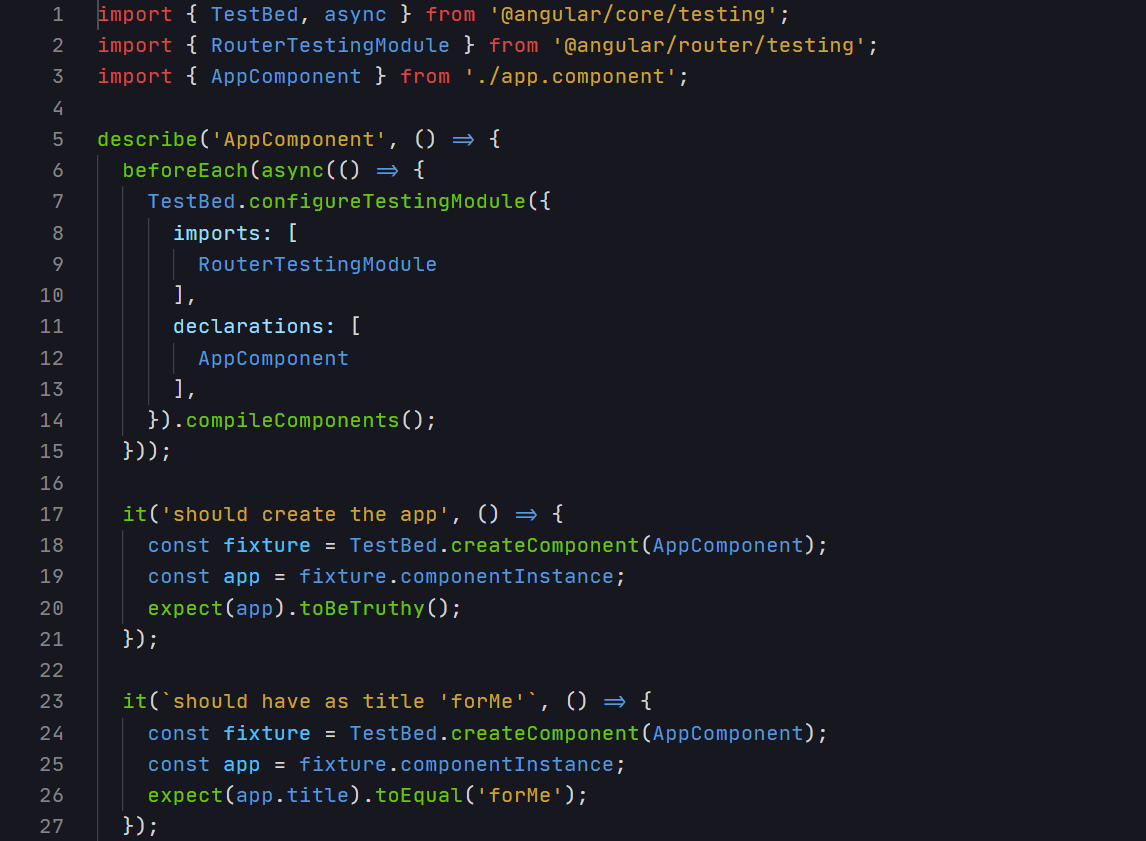 1 import { TestBed, async } from '@angular/core/testing';
2 import { RouterTestingModule } from '@angular/router/testing';
3 import { AppComponent } from './app.component';
4
5 describe('AppComponent', () => {
6   beforeEach(async(() => {
7     TestBed.configureTestingModule({
8       imports: [
9         RouterTestingModule
10       ],
11       declarations: [
12         AppComponent
13       ],
14     }).compileComponents();
15   }));
16
17   it('should create the app', () => {
18     const fixture = TestBed.createComponent(AppComponent);
19     const app = fixture.componentInstance;
20     expect(app).toBeTruthy();
21   });
22
23   it(`should have as title 'forMe'`, () => {
24     const fixture = TestBed.createComponent(AppComponent);
25     const app = fixture.componentInstance;
26     expect(app.title).toEqual('forMe');
27   });